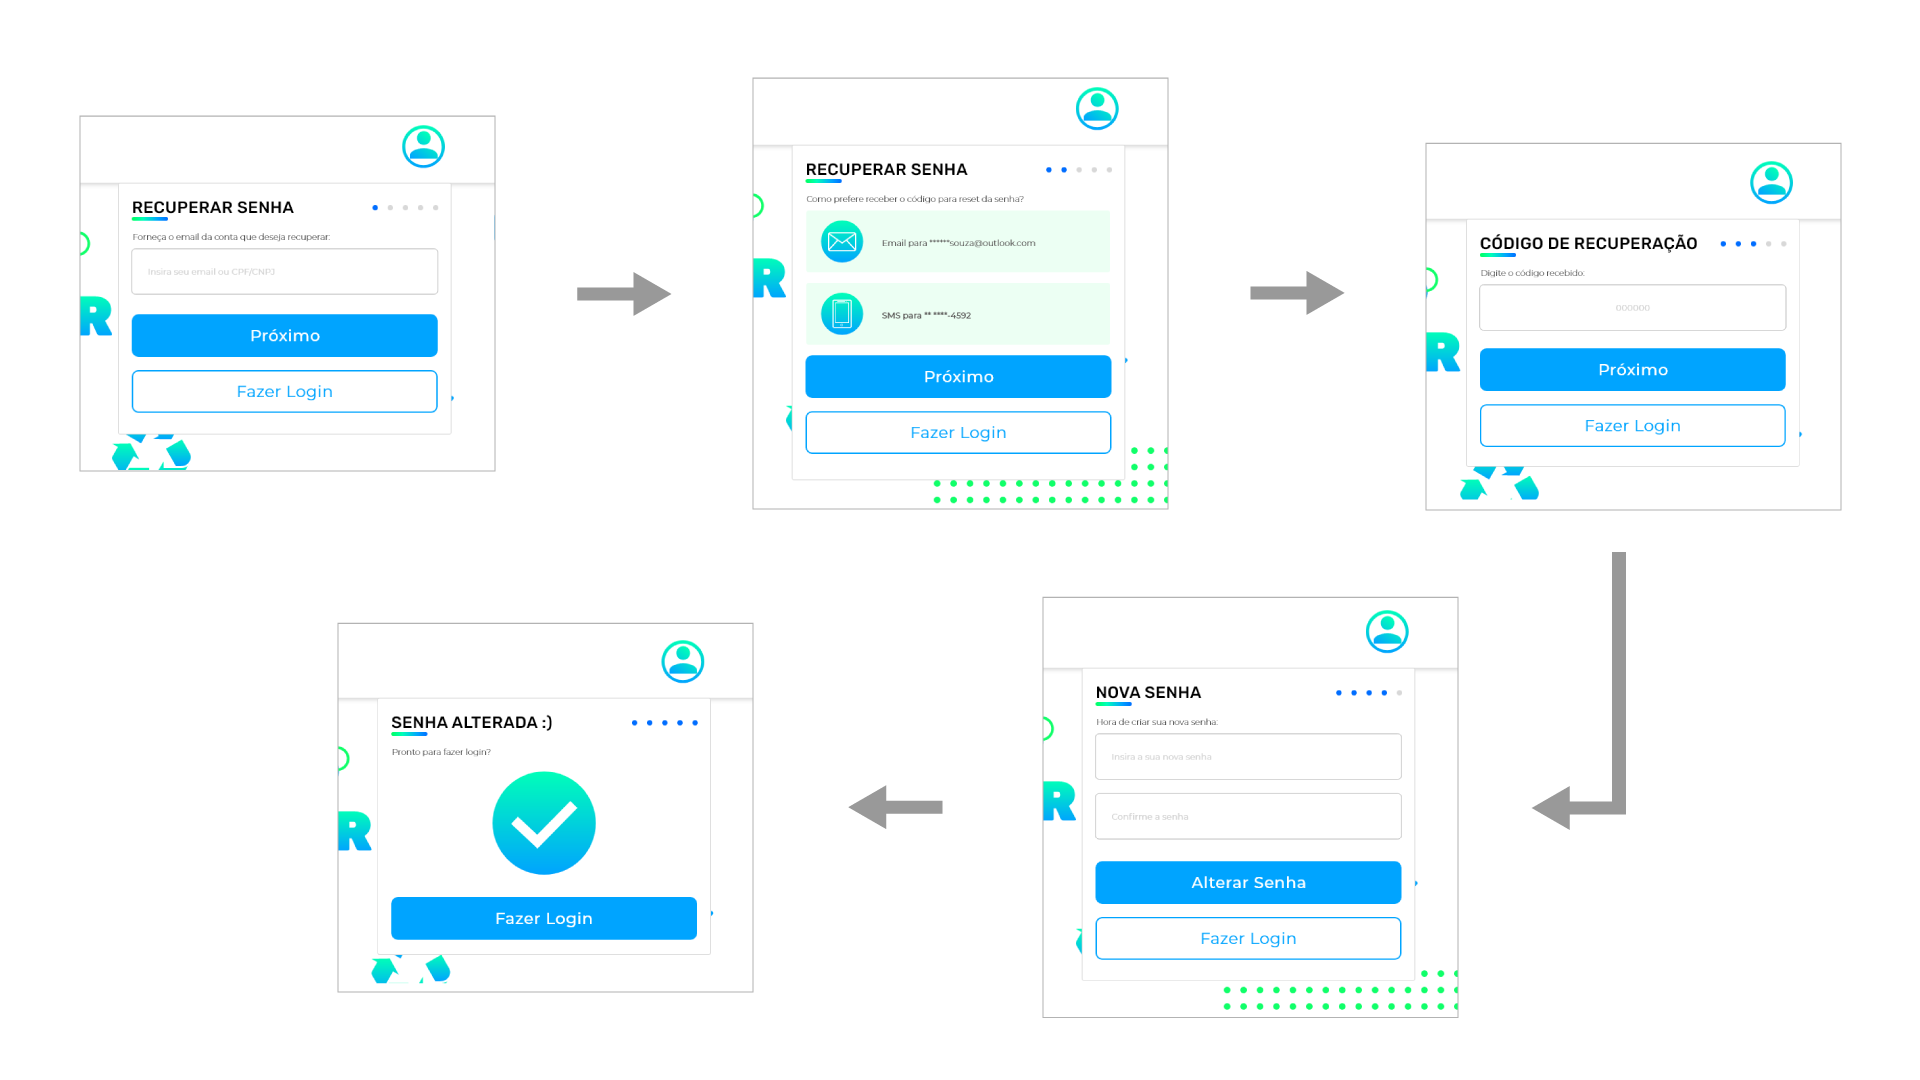 RECUPERAR SENHA
Forneça o email da conta que deseja recuperar:
Insira seu email ou CPF/CNPJ
R
Próximo
Fazer Login
RECUPERAR SENHA
Como prefere receber o código para reset da senha?
Email para ******souza@outlook.com
R
SMS para ** ****-4592
Próximo
Fazer Login
CÓDIGO DE RECUPERAÇÃO
Digite o código recebido:
000000
R
Próximo
Fazer Login
NOVA SENHA
Hora de criar sua nova senha:
Insira a sua nova senha
R
Confirme a senha
Alterar Senha
Fazer Login
SENHA ALTERADA :)
Pronto para fazer login?
R
Fazer Login